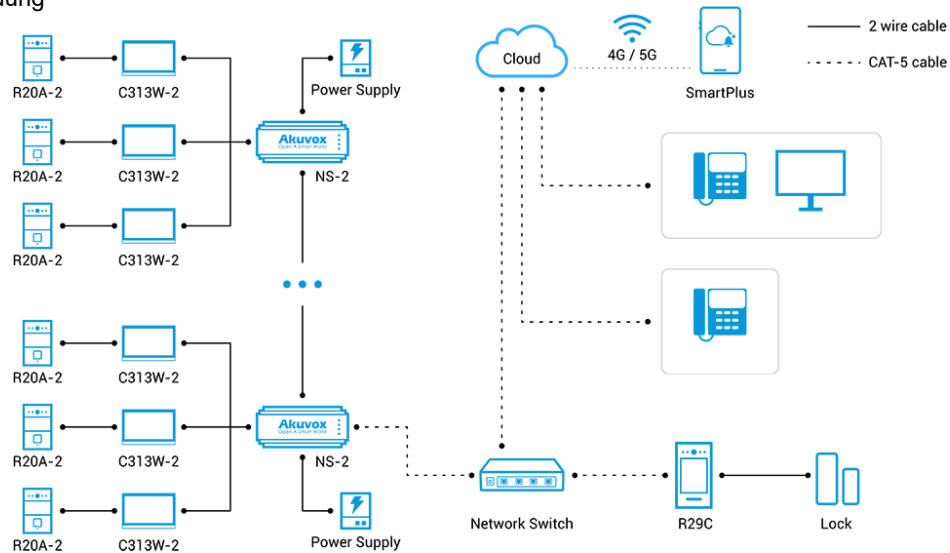 2 wire cable
CAT-5 cable
Cloud
4G / 5G
SmartPlus
R20A-2
C313W-2
Power Supply
Akuvox
Open A Smart World
NS-2
R20A-2
C313W-2
R20A-2
C313W-2
R20A-2
C313W-2
Akuvox
Open A Smart World
NS-2
R20A-2
C313W-2
R20A-2
C313W-2
Power Supply
Network Switch
R29C
Lock